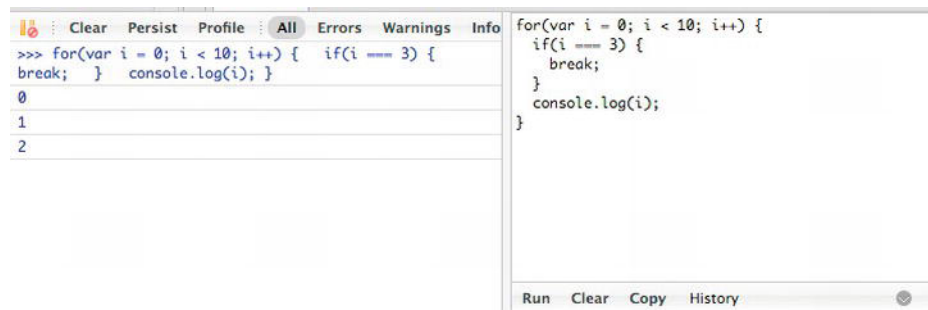 Clear Persist Profile All Errors Warnings Info
>>> for(var i = 0; i < 10; i++) { if(i === 3) {
break; } console.log(i); }
0
1
2
for(var i = 0; i < 10; i++) {
if(i === 3) {
break;
}
console.log(i);
}
Run Clear Copy History